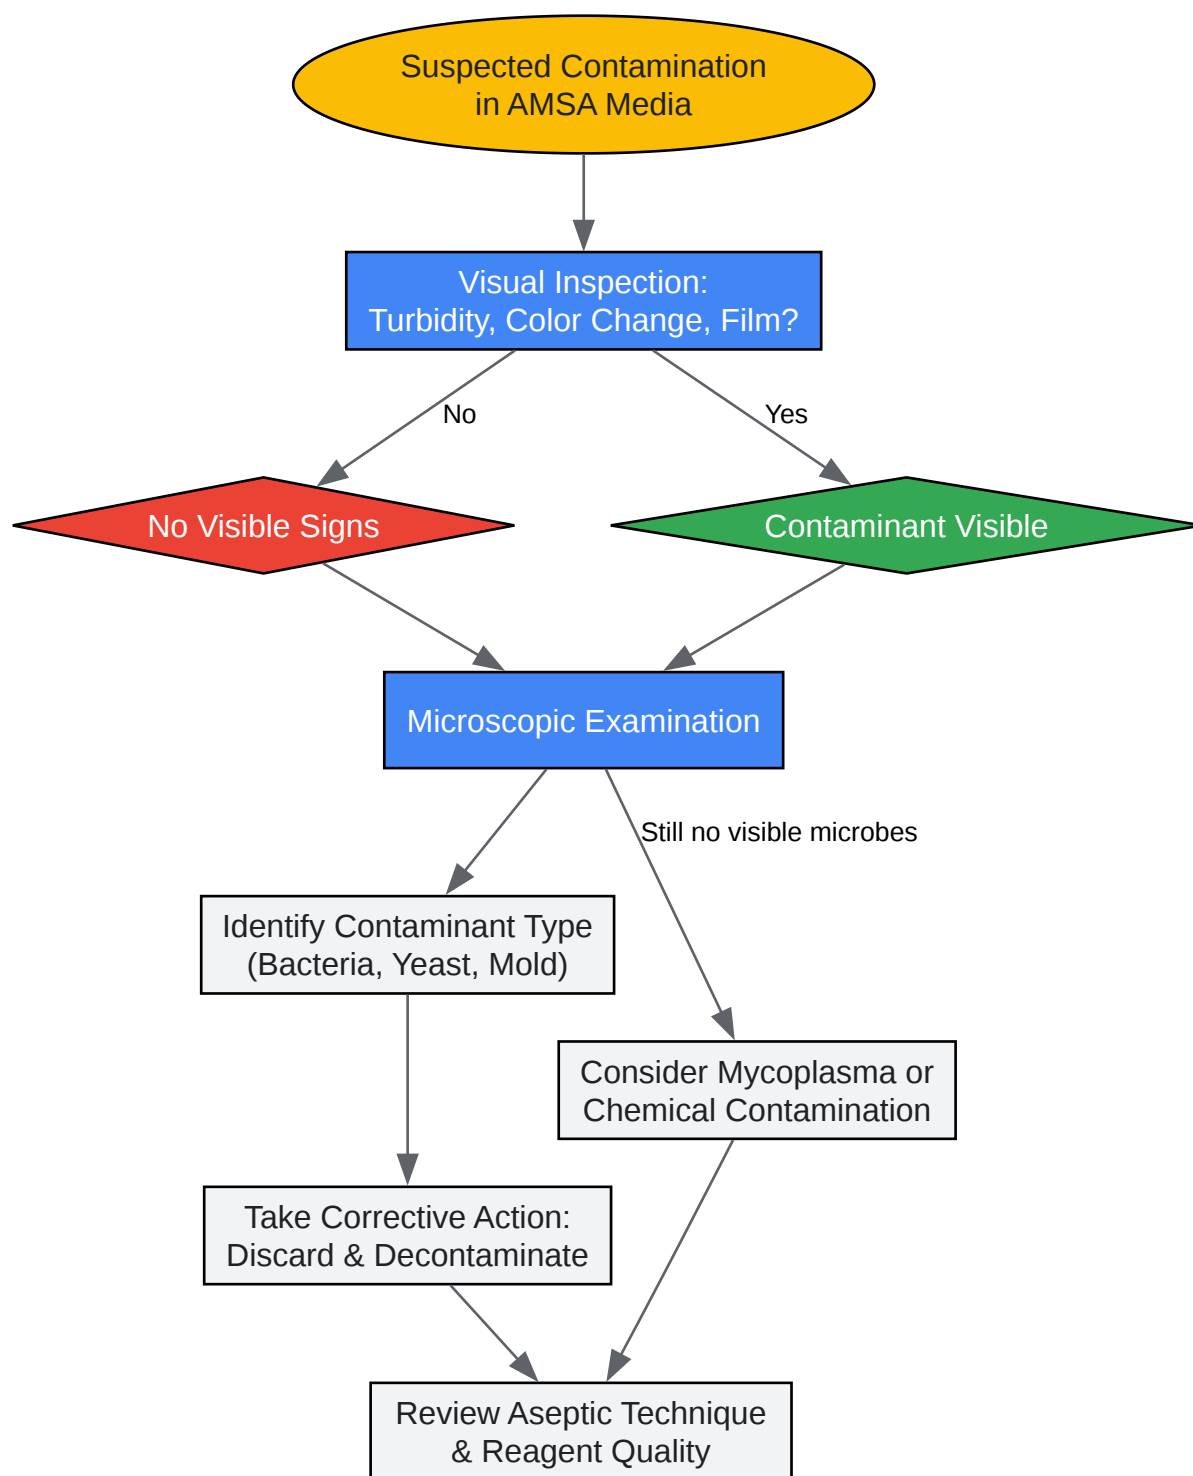 Suspected Contamination
in AMSA Media
Visual Inspection:
Turbidity, Color Change, Film?
No
Yes
No Visible Signs
Contaminant Visible
Microscopic Examination
Still no visible microbes
Identify Contaminant Type
(Bacteria, Yeast, Mold)
Consider Mycoplasma or
Chemical Contamination
Take Corrective Action:
Discard & Decontaminate
Review Aseptic Technique
& Reagent Quality